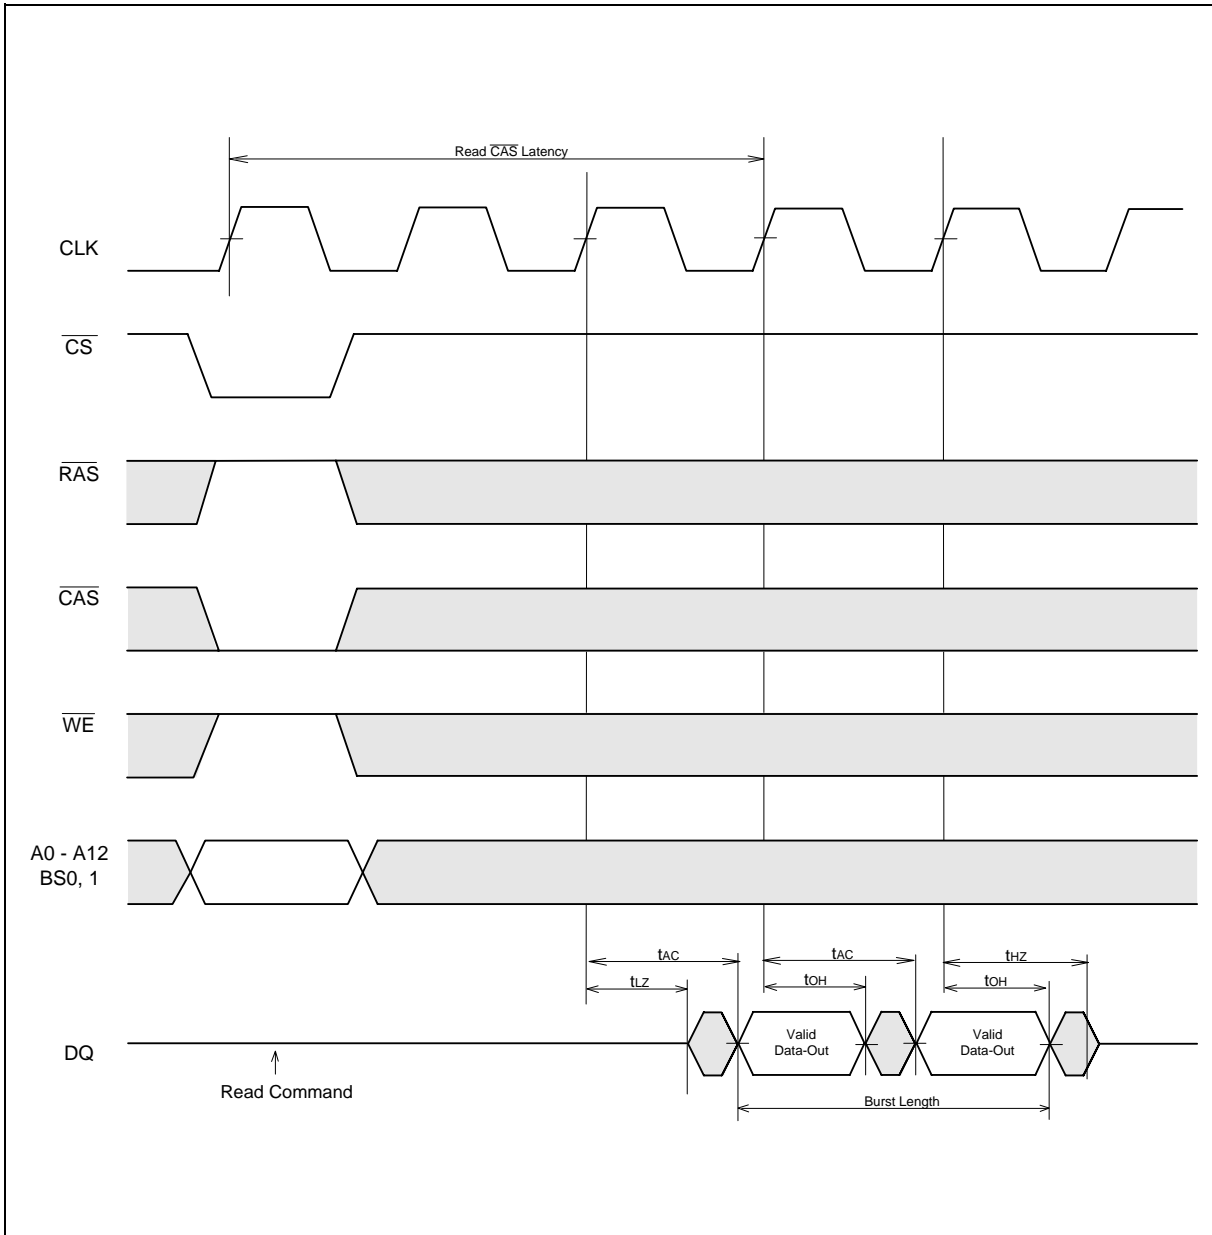 Read CAS Latency
CLK
CS
RAS
CAS
WE
A0 - A12
BS0, 1
tAC
tAC
tHZ
tLZ
tOH
tOH
DQ
Valid
Data-Out
Valid
Data-Out
Read Command
Burst Length